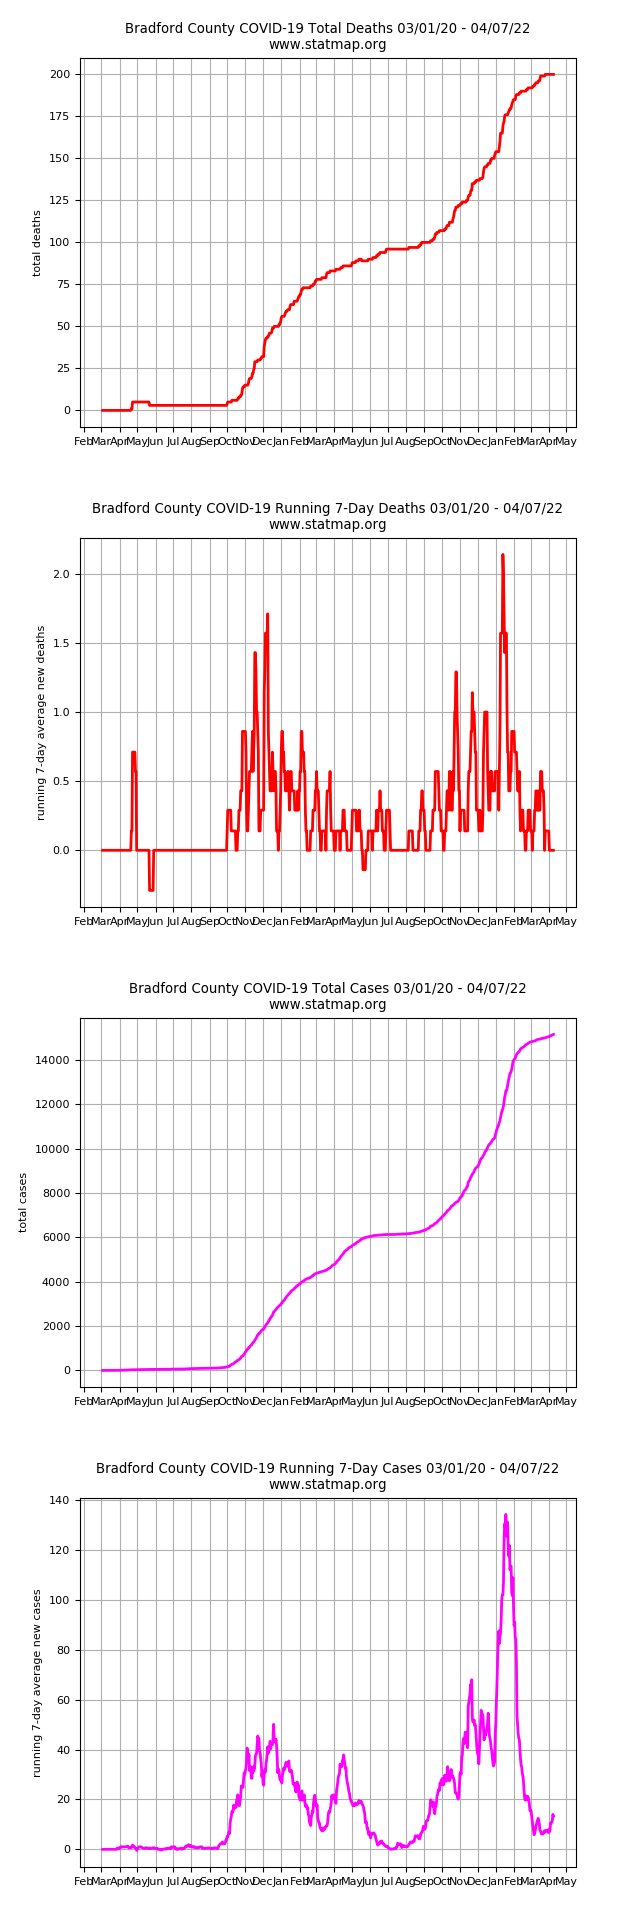 Bradford County COVID-19 Total Deaths 03/01/20 - 04/07/22
www.statmap.org
200
175
150
125
100
75
50
25
0
total deaths
Feb Mar Apr May Jun Jul Aug Sep Oct Nov Dec Jan Feb Mar Apr May Jun Jul Aug Sep Oct Nov Dec Jan Feb Mar Apr May
Bradford County COVID-19 Running 7-Day Deaths 03/01/20 - 04/07/22
www.statmap.org
2.0
1.5
1.0
0.5
0.0
running 7-day average new deaths
Feb Mar Apr May Jun Jul Aug Sep Oct Nov Dec Jan Feb Mar Apr May Jun Jul Aug Sep Oct Nov Dec Jan Feb Mar Apr May
Bradford County COVID-19 Total Cases 03/01/20 - 04/07/22
www.statmap.org
14000
12000
10000
8000
6000
4000
2000
0
total cases
Feb Mar Apr May Jun Jul Aug Sep Oct Nov Dec Jan Feb Mar Apr May Jun Jul Aug Sep Oct Nov Dec Jan Feb Mar Apr May
Bradford County COVID-19 Running 7-Day Cases 03/01/20 - 04/07/22
www.statmap.org
140
120
100
80
60
40
20
0
running 7-day average new cases
Feb Mar Apr May Jun Jul Aug Sep Oct Nov Dec Jan Feb Mar Apr May Jun Jul Aug Sep Oct Nov Dec Jan Feb Mar Apr May